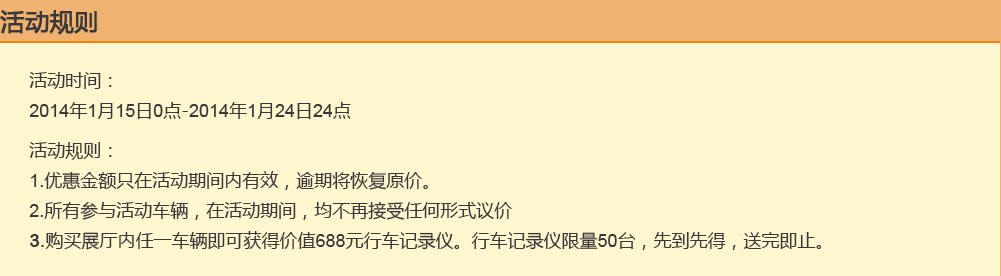 活动规则
活动时间：
2014年1月15日0点-2014年1月24日24点
活动规则：
1.优惠金额只在活动期间内有效，逾期将恢复原价。
2.所有参与活动车辆，在活动期间，均不再接受任何形式议价
3.购买展厅内任一车辆即可获得价值688元行车记录仪。行车记录仪限量50台，先到先得，送完即止。